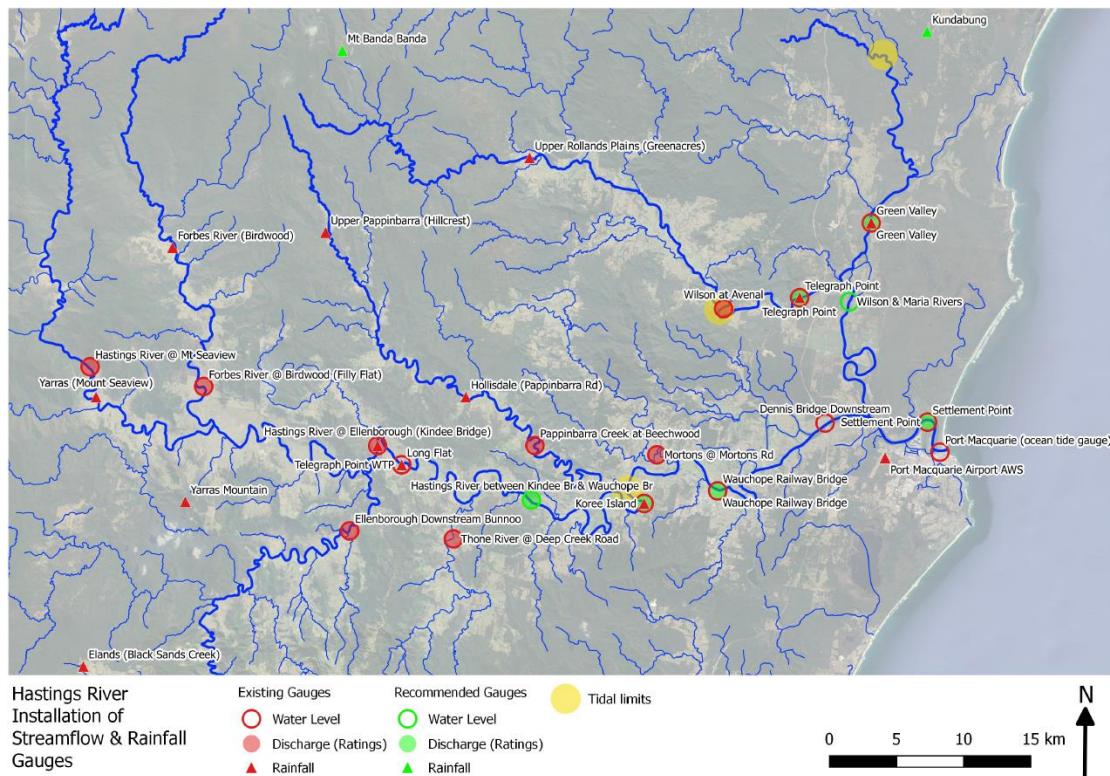 Kundabung
Mt Banda Banda
Upper Rollands Plains (Greenacres)
Green Valley
Green Valley
Upper Pappinbarra (Hillcrest)
Forbes River (Birdwood)
Telegraph Point
Wilson at Avenal
Wilson & Maria Rivers
Telegraph Point
Hastings River @ Mt Seaview
Yarras (Mount Seaview)
Forbes River @ Birdwood (Filly Flat)
Hollisdale (Pappinbarra Rd)
Dennis Bridge Downstream
Settlement Point
Settlement Point
Hastings River @ Ellenborough (Kindee Bridge)
Pappinbarra Creek at Beechwood
Port Macquarie (ocean tide gauge)
Long Flat
Mortons @ Mortons Rd
Telegraph Point WTP
Port Macquarie Airport AWS
Hastings River between Kindee Br & Wauchope Br
Wauchope Railway Bridge
Yarras Mountain
Koree Island
Wauchope Railway Bridge
Ellenborough Downstream Bunnoo
Thone River @ Deep Creek Road
Elands (Black Sands Creek)
Hastings River
Installation of
Streamflow & Rainfall
Gauges
Existing Gauges
Water Level
Discharge (Ratings)
Rainfall
Recommended Gauges
Water Level
Discharge (Ratings)
Rainfall
Tidal limits
0 5 10 15 km
N